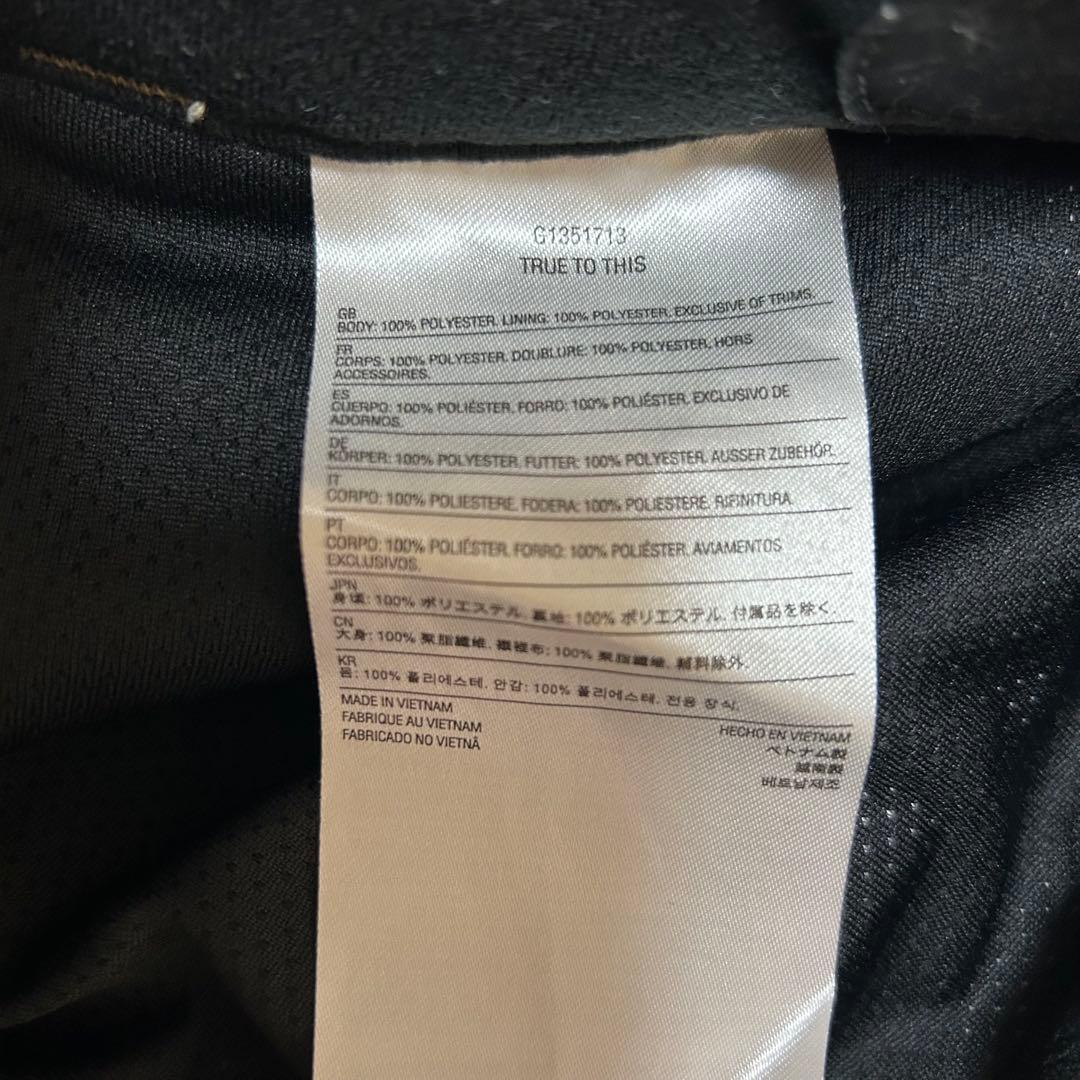 G1351713
TRUE TO THIS
GB
BODY: 100% POLYESTER, LINING: 100% POLYESTER, EXCLUSIVE OF TRIMS.
FR
CORPS: 100% POLYESTER, DOUBLURE: 100% POLYESTER, HORS
ACCESSOIRES.
ES
CUERPO: 100% POLIÉSTER, FORRO: 100% POLIÉSTER, EXCLUSIVO DE
ADORNOS.
DE
KÖRPER: 100% POLYESTER, FUTTER: 100% POLYESTER, AUSSER ZUBEHÖR.
IT
CORPO: 100% POLIESTERE, FODERA: 100% POLIESTERE, RIFINITURA
PT
CORPO: 100% POLIÉSTER, FORRO: 100% POLIÉSTER, AVIAMENTOS
EXCLUSIVOS.
JPN
身頃: 100% ポリエステル, 裏地: 100% ポリエステル, 付属品を除く.
CN
大身: 100% 聚脂纖維, 摺縫布: 100% 聚脂纖維, 輔料除外.
KR
몸: 100% 폴리에스테, 안감: 100% 폴리에스테, 전용 장식.
MADE IN VIETNAM
FABRIQUE AU VIETNAM
FABRICADO NO VIETNÃ
HECHO EN VIETNAM
ベトナム製
越南製
베트남제조